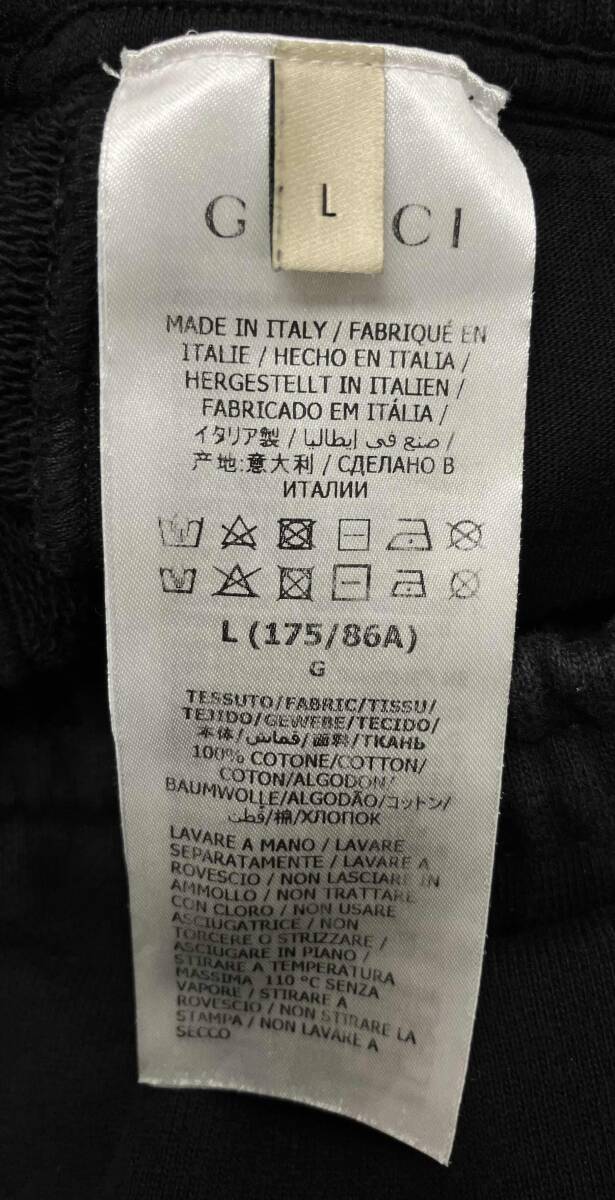 G CI
L
MADE IN ITALY / FABRIQUÉ EN
ITALIE / HECHO EN ITALIA /
HERGESTELLT IN ITALIEN /
FABRICADO EM ITÁLIA /
イタリア製 / صنع في إيطاليا /
产地:意大利 / СДЕЛАНО В
ИТАЛИИ
L (175/86A)
G
TESSUTO/FABRIC/TISSU/
TEJIDO/GEWEBE/TECIDO/
本体/قماش/面料/ТКАНЬ
100% COTONE/COTTON/
COTON/ALGODON/
BAUMWOLLE/ALGODÃO/コットン/
قطن/棉/ХЛОПОК
LAVARE A MANO / LAVARE
SEPARATAMENTE / LAVARE A
ROVESCIO / NON LASCIARE IN
AMMOLLO / NON TRATTARE
CON CLORO / NON USARE
ASCIUGATRICE / NON
TORCERE O STRIZZARE /
ASCIUGARE IN PIANO /
STIRARE A TEMPERATURA
MASSIMA 110 °C SENZA
VAPORE / STIRARE A
ROVESCIO / NON STIRARE LA
STAMPA / NON LAVARE A
SECCO